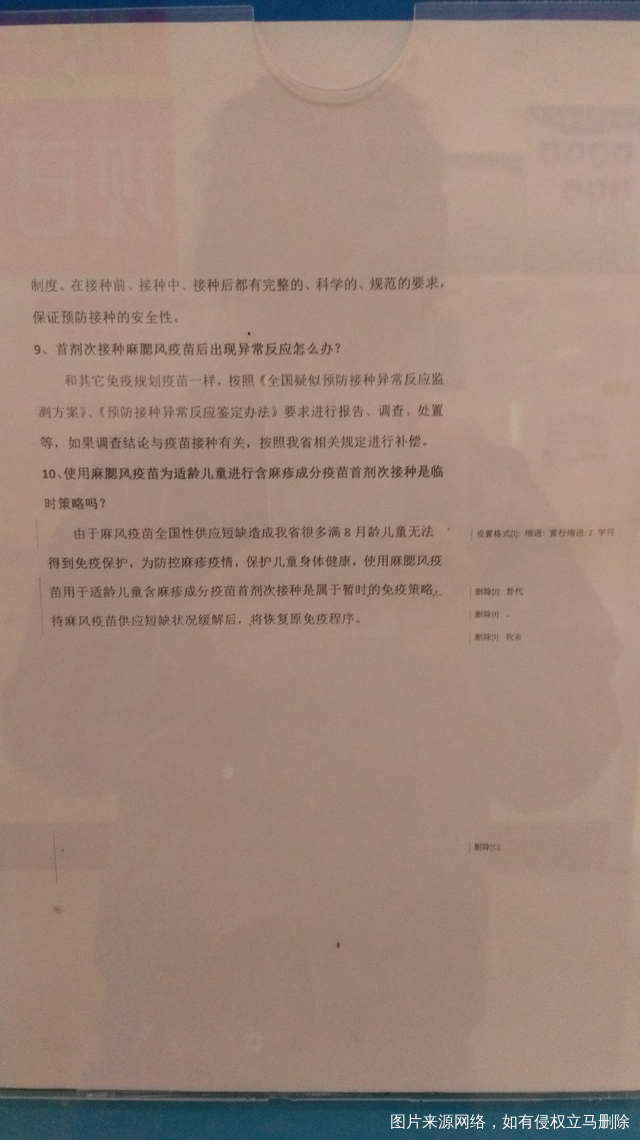 制度。在接种前、接种中、接种后都有完整的、科学的、规范的要求,
保证预防接种的安全性。
9、首剂次接种麻腮风疫苗后出现异常反应怎么办?
和其它免疫规划疫苗一样，按照《全国疑似预防接种异常反应监
测方案》、《预防接种异常反应鉴定办法》要求进行报告、调查、处置
等，如果调查结论与疫苗接种有关，按照我省相关规定进行补偿。
10、使用麻腮风疫苗为适龄儿童进行含麻疹成分疫苗首剂次接种是临
时策略吗?
由于麻风疫苗全国性供应短缺造成我省很多满 8 月龄儿童无法
得到免疫保护，为防控麻疹疫情，保护儿童身体健康，使用麻腮风疫
苗用于适龄儿童含麻疹成分疫苗首剂次接种是属于暂时的免疫策略。
待麻风疫苗供应短缺状况缓解后，将恢复原免疫程序。
设置格式[J]: 缩进: 首行缩进: 2 字符
删除[J]: 替代
删除[J]: 。
删除[J]: 我省
删除[C]:
图片来源网络，如有侵权立马删除